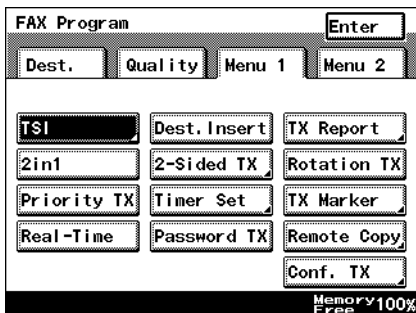 FAX Program Enter
Dest. Quality Menu 1 Menu 2
TSI Dest.Insert TX Report
2in1 2-Sided TX Rotation TX
Priority TX Timer Set TX Marker
Real-Time Password TX Remote Copy
Conf. TX
Memory Free 100%